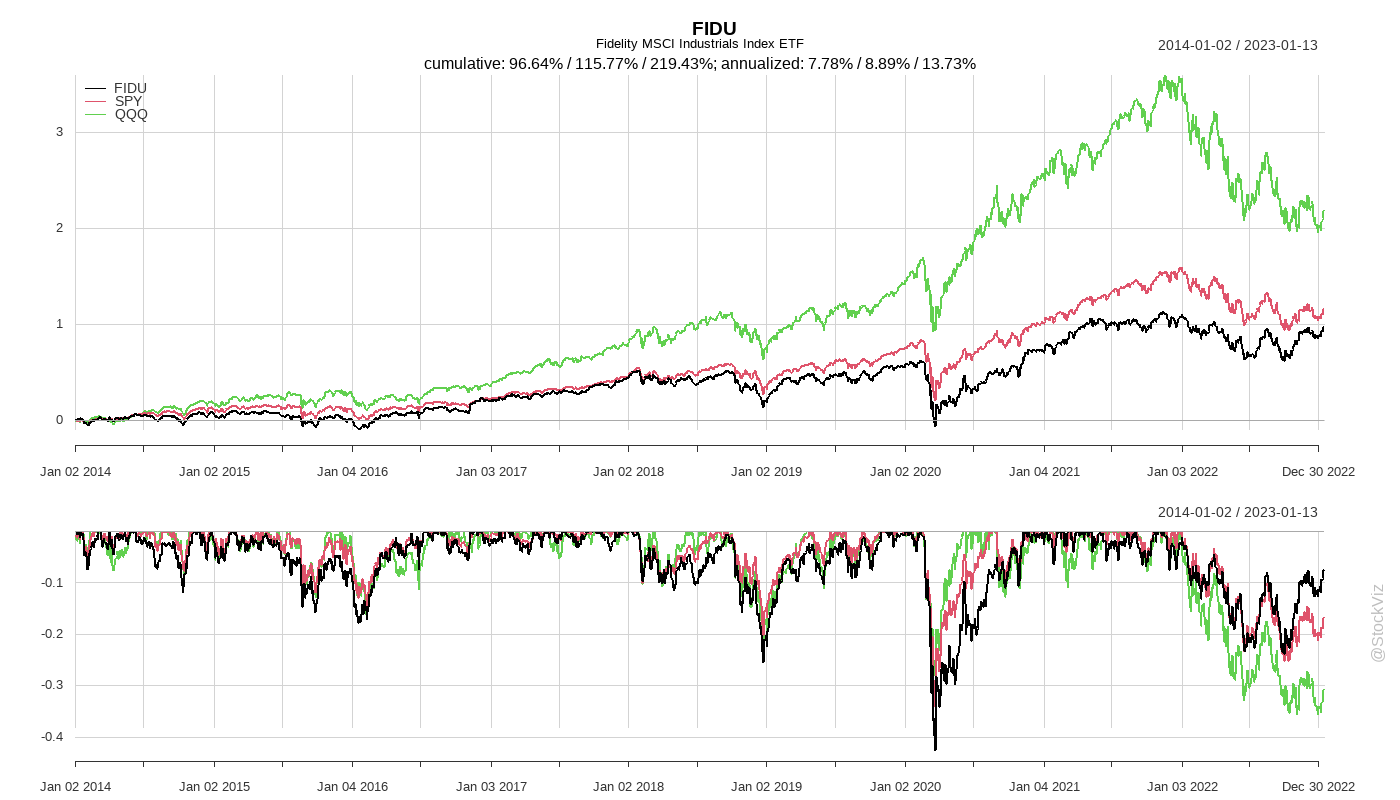 FIDU
Fidelity MSCI Industrials Index ETF
2014-01-02 / 2023-01-13
cumulative: 96.64% / 115.77% / 219.43%; annualized: 7.78% / 8.89% / 13.73%
FIDU
SPY
QQQ
3
2
1
0
Jan 02 2014 Jan 02 2015 Jan 04 2016 Jan 03 2017 Jan 02 2018 Jan 02 2019 Jan 02 2020 Jan 04 2021 Jan 03 2022 Dec 30 2022
2014-01-02 / 2023-01-13
-0.1
-0.2
-0.3
-0.4
Jan 02 2014 Jan 02 2015 Jan 04 2016 Jan 03 2017 Jan 02 2018 Jan 02 2019 Jan 02 2020 Jan 04 2021 Jan 03 2022 Dec 30 2022
@StockViz